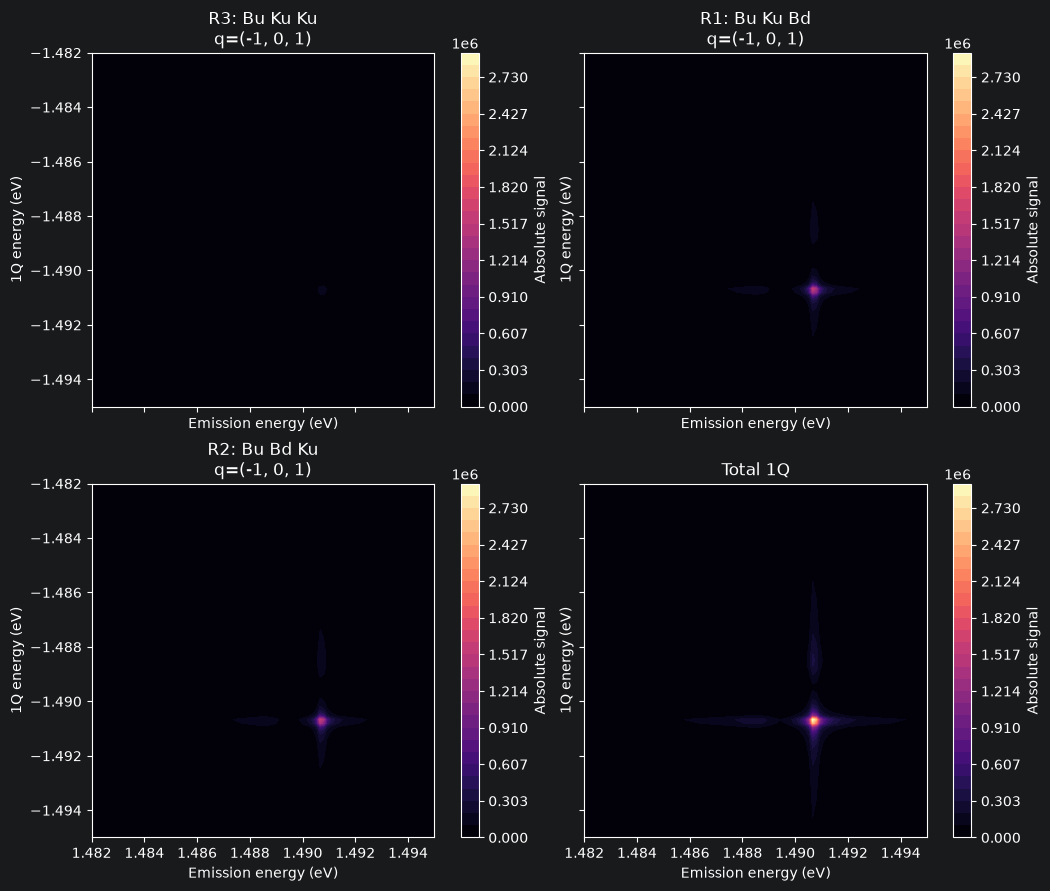 R3: Bu Ku Ku
q=(-1, 0, 1)
1e6
−1.482
−1.484
−1.486
−1.488
−1.490
−1.492
−1.494
1Q energy (eV)
Emission energy (eV)
2.730
2.427
2.124
1.820
1.517
1.214
0.910
0.607
0.303
0.000
Absolute signal
R1: Bu Ku Bd
q=(-1, 0, 1)
1e6
1Q energy (eV)
Emission energy (eV)
2.730
2.427
2.124
1.820
1.517
1.214
0.910
0.607
0.303
0.000
Absolute signal
R2: Bu Bd Ku
q=(-1, 0, 1)
1e6
−1.482
−1.484
−1.486
−1.488
−1.490
−1.492
−1.494
1Q energy (eV)
1.482 1.484 1.486 1.488 1.490 1.492 1.494
Emission energy (eV)
2.730
2.427
2.124
1.820
1.517
1.214
0.910
0.607
0.303
0.000
Absolute signal
Total 1Q
1e6
1Q energy (eV)
1.482 1.484 1.486 1.488 1.490 1.492 1.494
Emission energy (eV)
2.730
2.427
2.124
1.820
1.517
1.214
0.910
0.607
0.303
0.000
Absolute signal